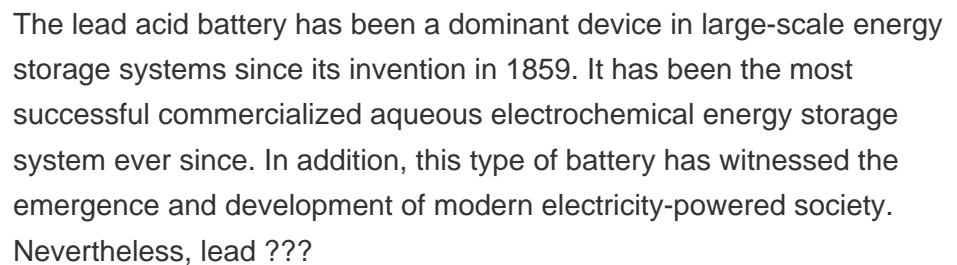 The lead acid battery has been a dominant device in large-scale energy
storage systems since its invention in 1859. It has been the most
successful commercialized aqueous electrochemical energy storage
system ever since. In addition, this type of battery has witnessed the
emergence and development of modern electricity-powered society.
Nevertheless, lead ???